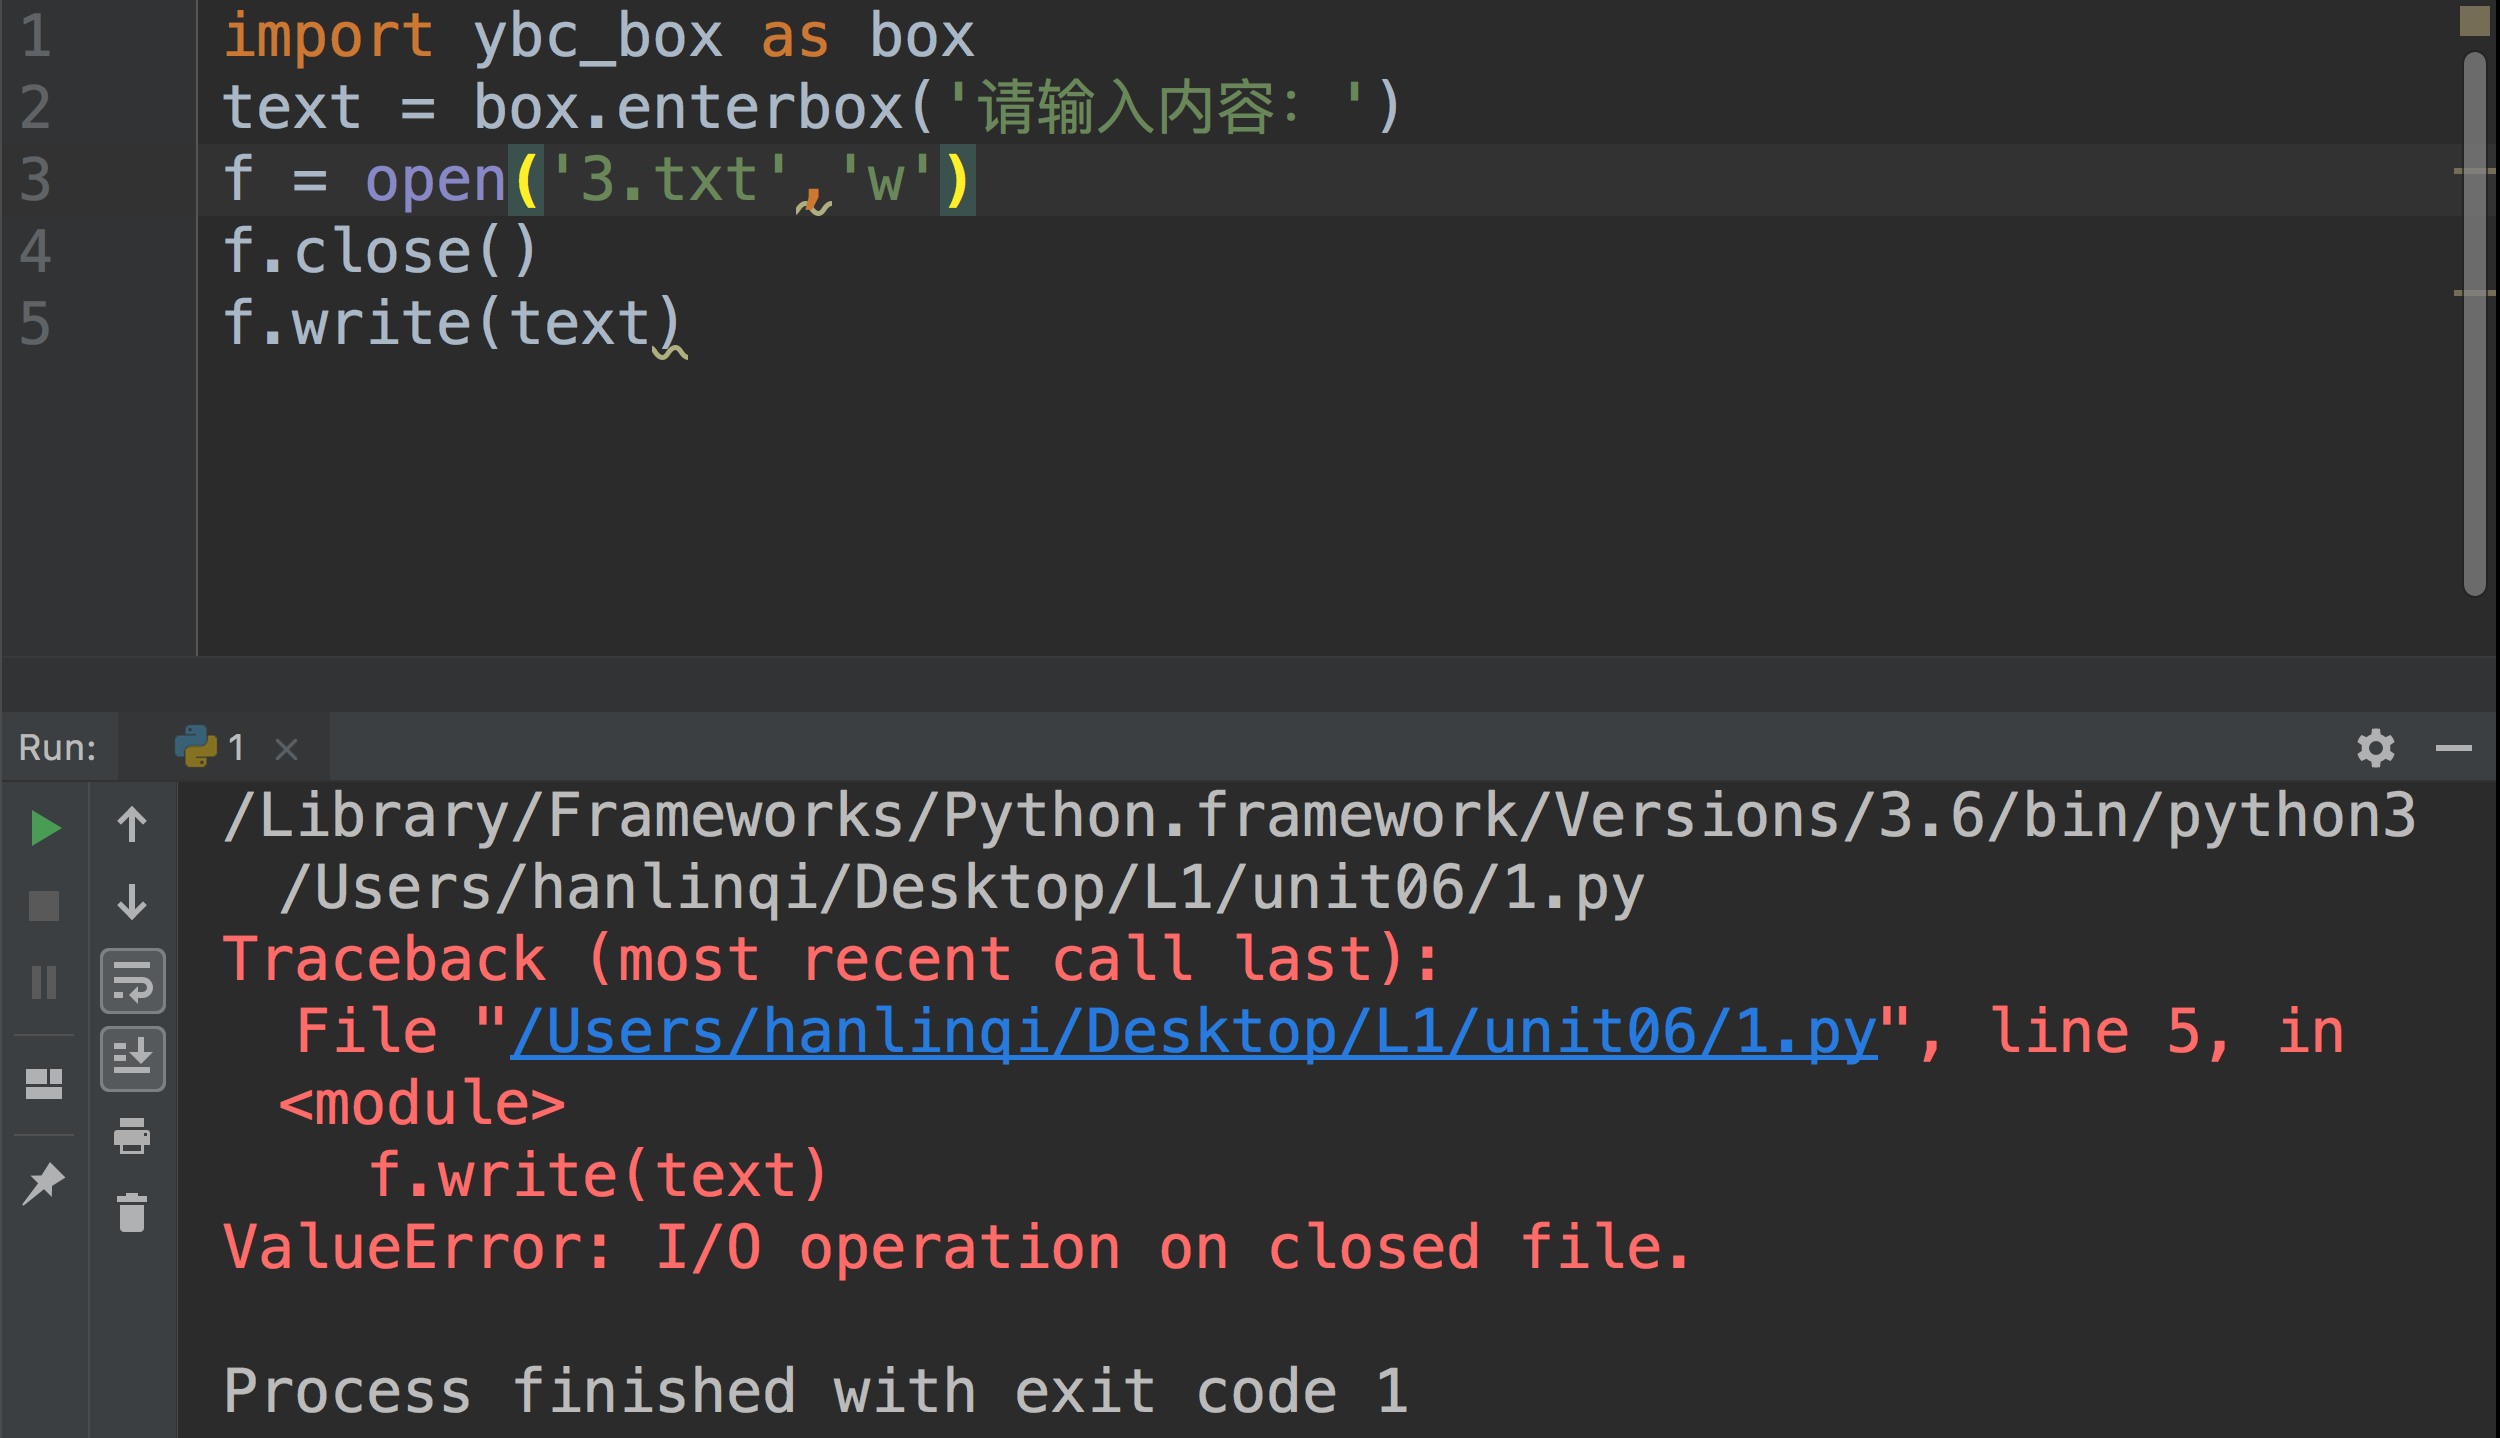 1 import ybc_box as box
2 text = box.enterbox('请输入内容: ')
3 f = open('3.txt','w')
4 f.close()
5 f.write(text)
Run: 1
/Library/Frameworks/Python.framework/Versions/3.6/bin/python3
/Users/hanlinqi/Desktop/L1/unit06/1.py
Traceback (most recent call last):
File "/Users/hanlinqi/Desktop/L1/unit06/1.py", line 5, in
<module>
f.write(text)
ValueError: I/O operation on closed file.
Process finished with exit code 1